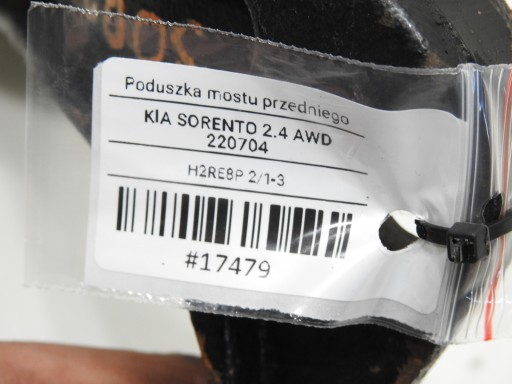 Poduszka mostu przedniego
KIA SORENTO 2.4 AWD
220704
H2RE8P 2/1-3
#17479